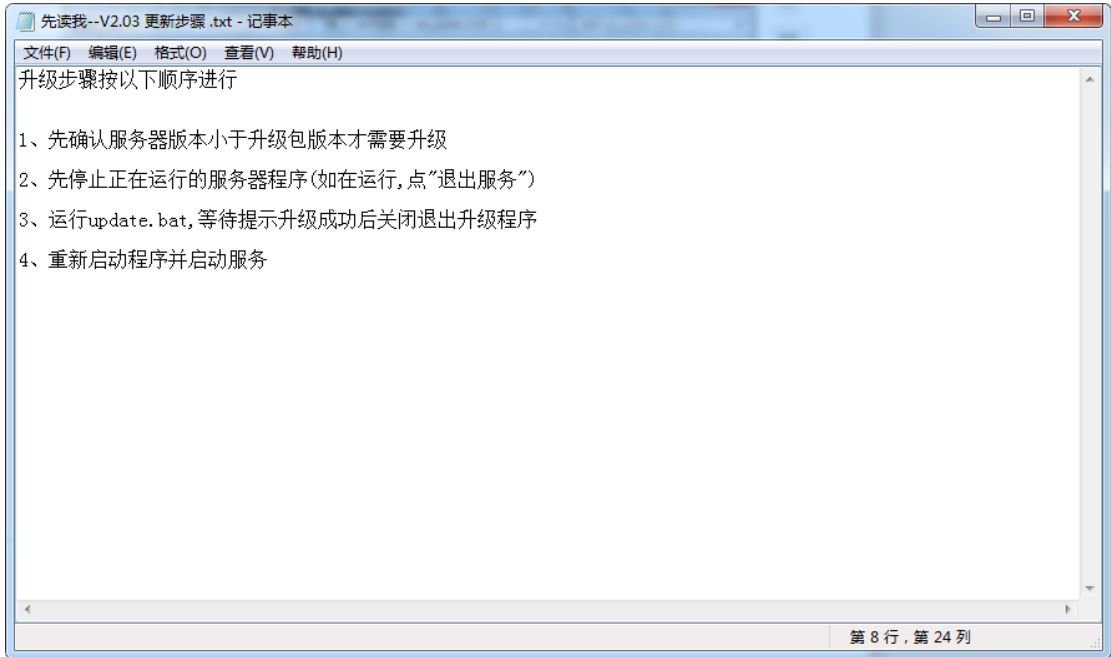 先读我--V2.03 更新步骤 .txt - 记事本
文件(F) 编辑(E) 格式(O) 查看(V) 帮助(H)
升级步骤按以下顺序进行
1、先确认服务器版本小于升级包版本才需要升级
2、先停止正在运行的服务器程序(如在运行,点"退出服务")
3、运行update.bat,等待提示升级成功后关闭退出升级程序
4、重新启动程序并启动服务
第 8 行，第 24 列